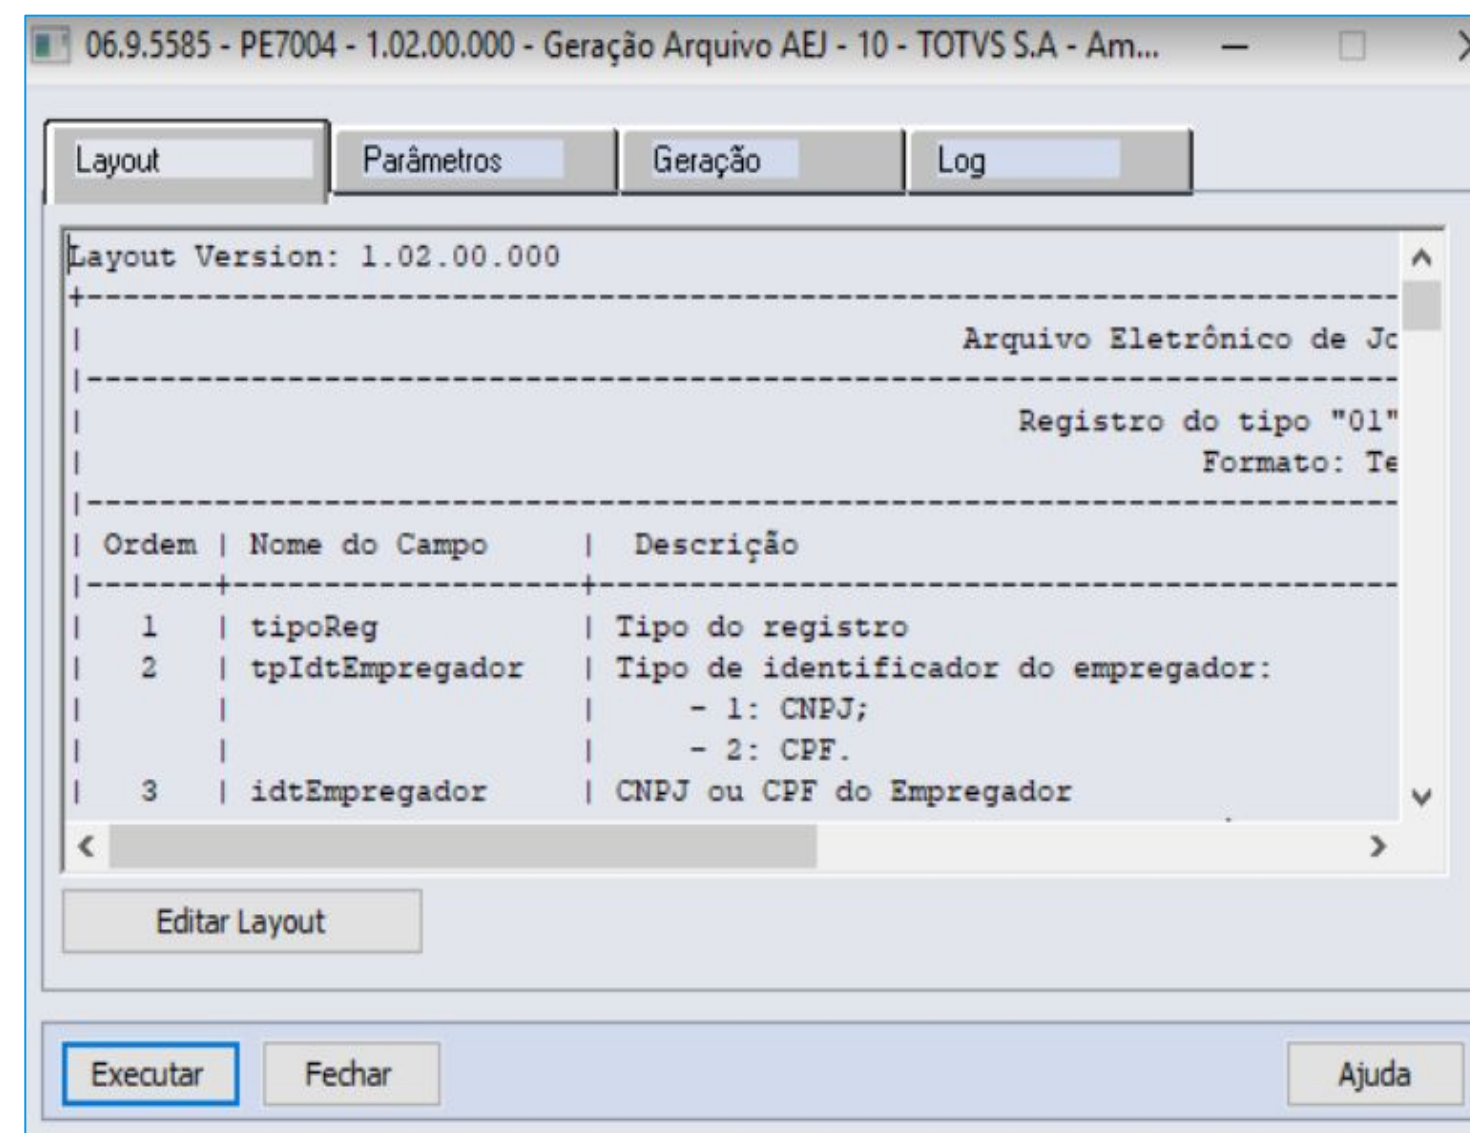 06.9.5585 - PE7004 - 1.02.00.000 - Geração Arquivo AEJ - 10 - TOTVS S.A - Am...
Layout Parâmetros Geração Log
Layout Version: 1.02.00.000
+--------------------------------------------------------------------------------
| Arquivo Eletrônico de Jo
|--------------------------------------------------------------------------------
| Registro do tipo "01"
| Formato: Te
|--------------------------------------------------------------------------------
| Ordem | Nome do Campo | Descrição
|-------+-------------------+--------------------------------------------
| 1 | tipoReg | Tipo do registro
| 2 | tpIdtEmpregador | Tipo de identificador do empregador:
| | | - 1: CNPJ;
| | | - 2: CPF.
| 3 | idtEmpregador | CNPJ ou CPF do Empregador
Editar Layout
Executar Fechar Ajuda